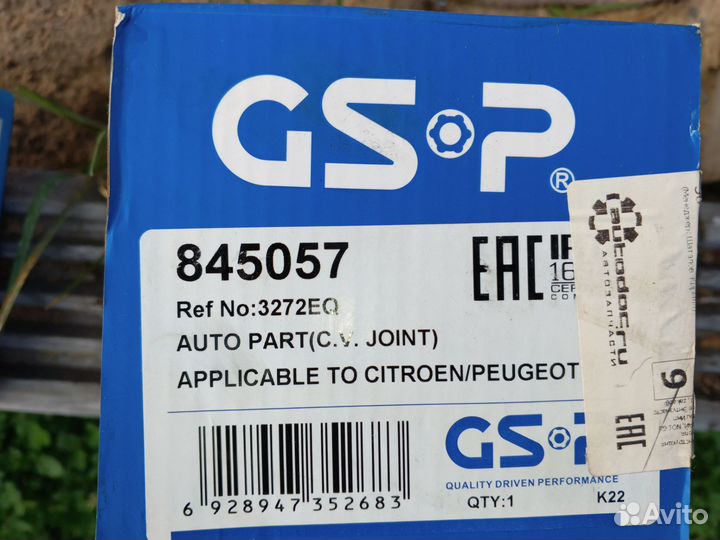 GSP®
845057
EAC
Ref No:3272EQ
AUTO PART(C.V. JOINT)
APPLICABLE TO CITROEN/PEUGEOT
GSP
QUALITY DRIVEN PERFORMANCE
6 928947 352683
QTY:1 K22
autodoc.ru
АВТОЗАПЧАСТИ
9
EAC
Avito